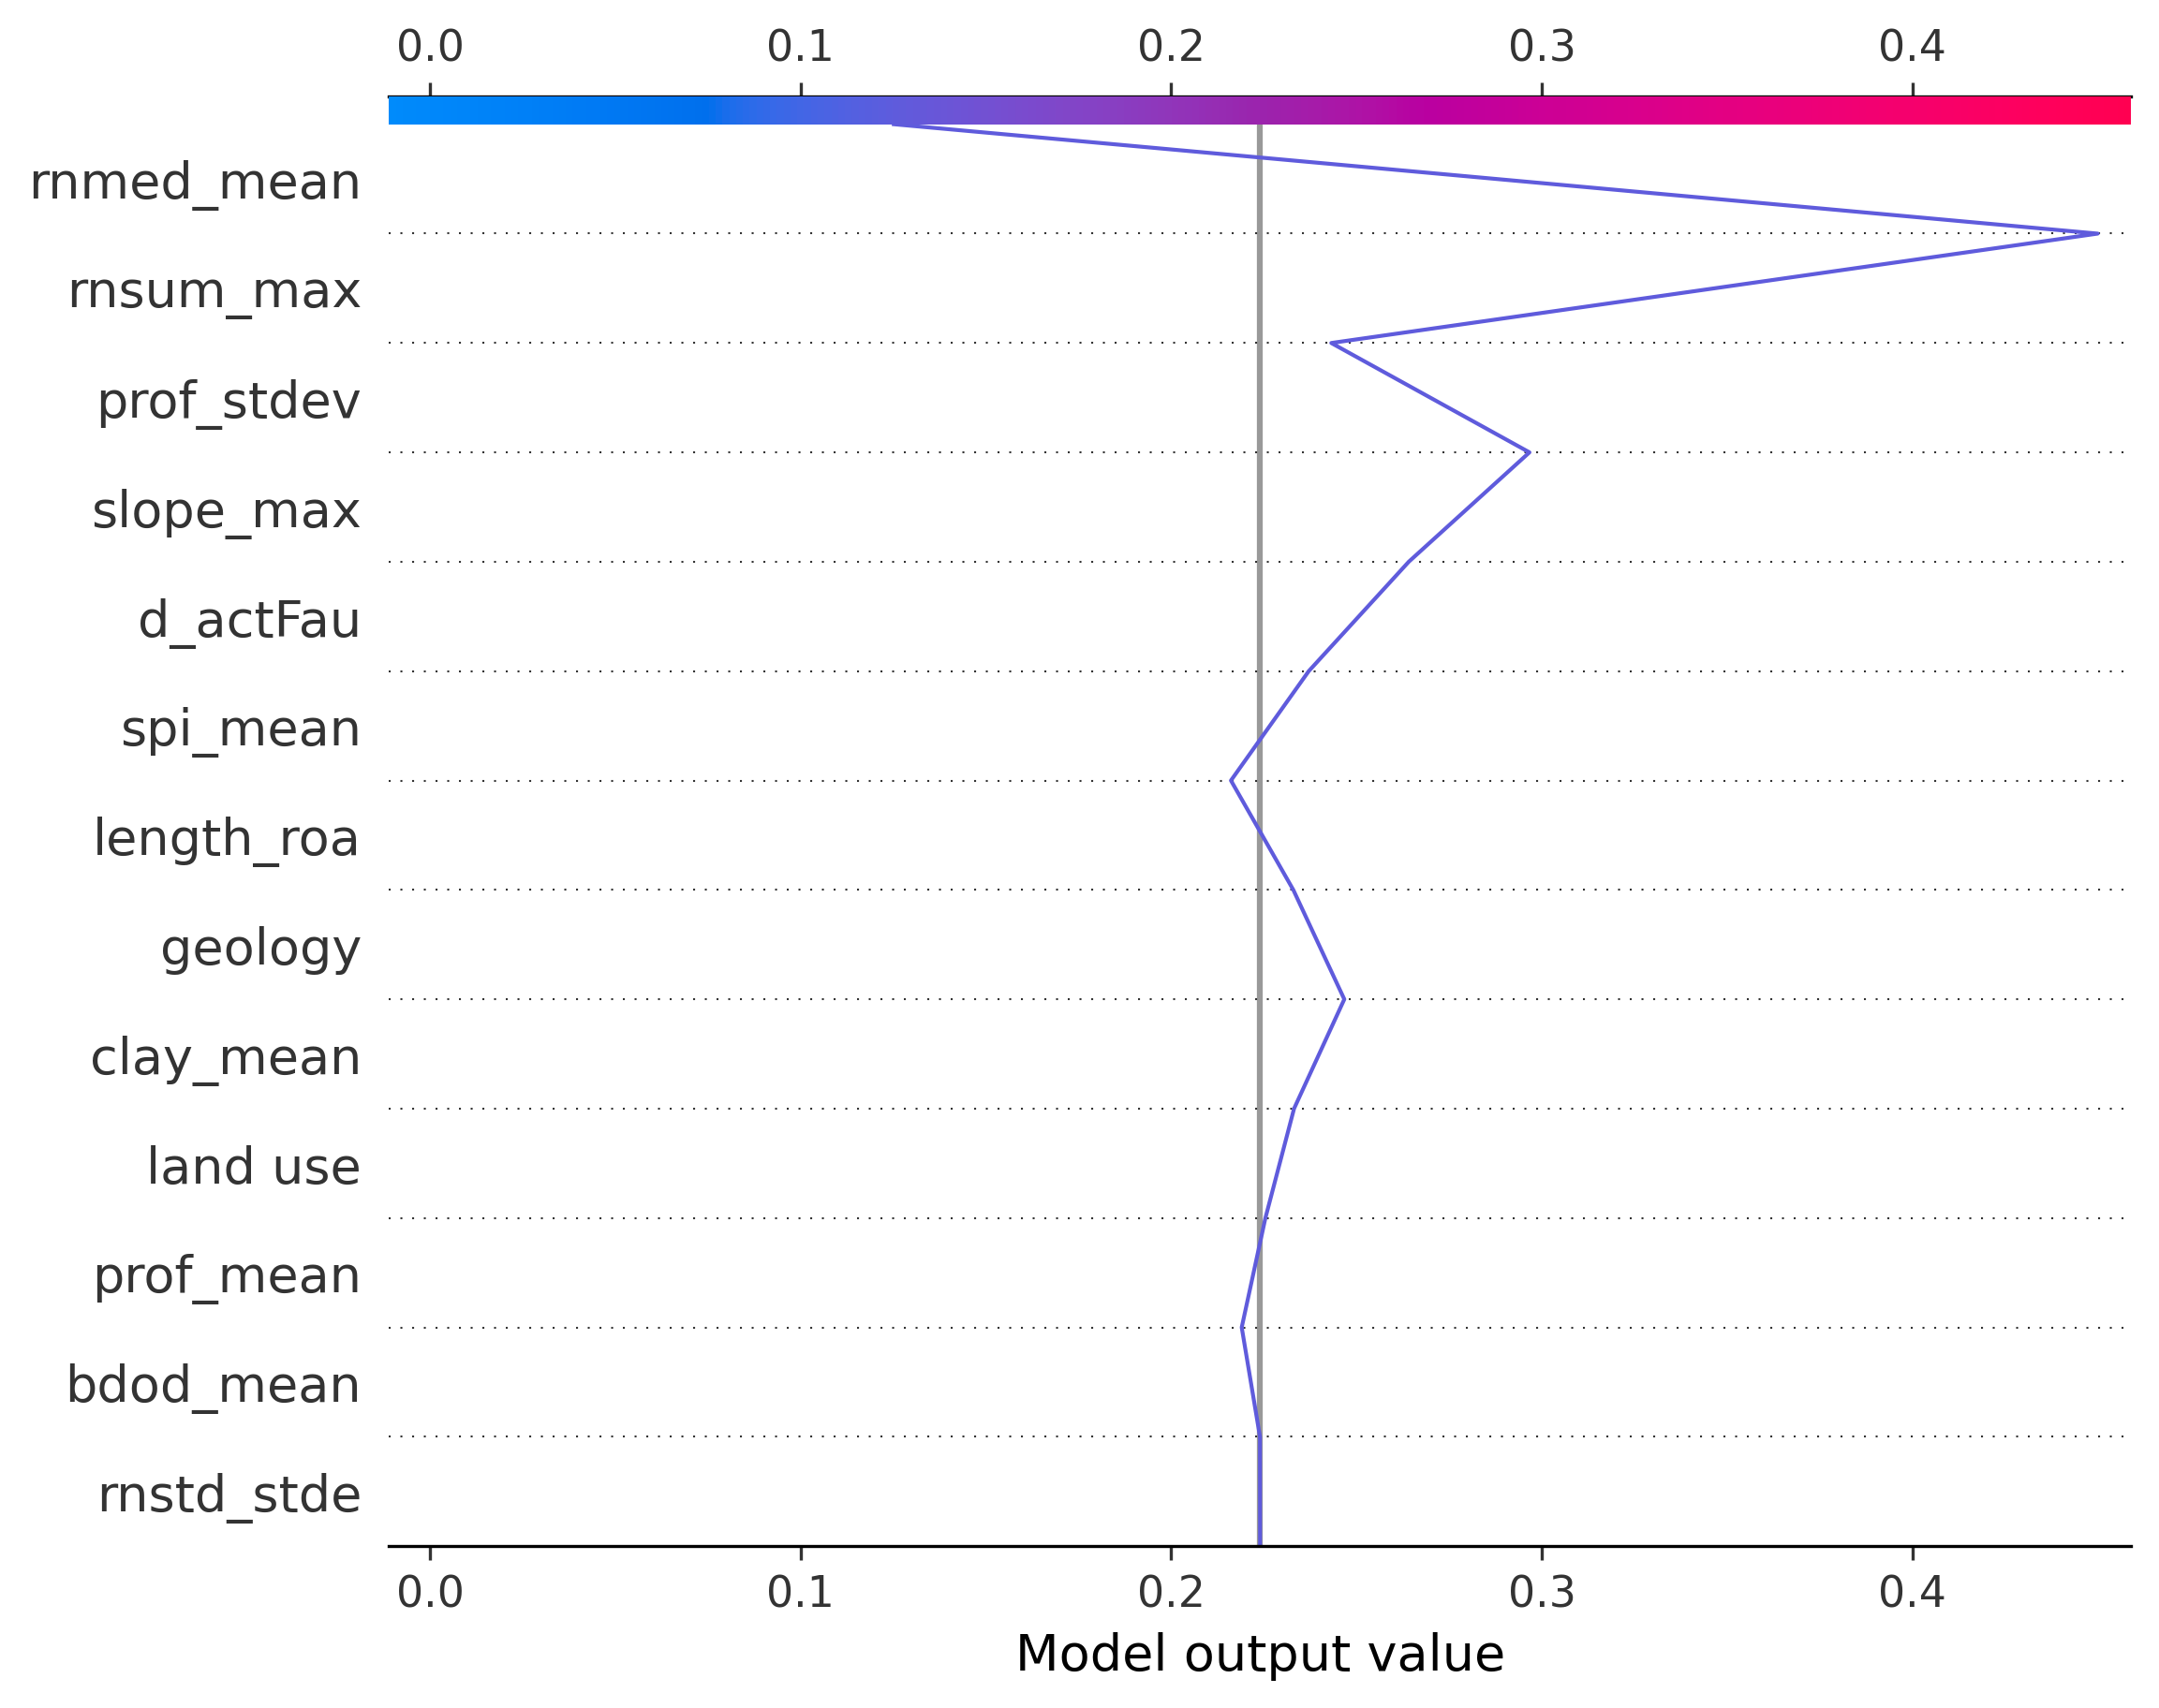 0.0 0.1 0.2 0.3 0.4
rnmed_mean
rnsum_max
prof_stdev
slope_max
d_actFau
spi_mean
length_roa
geology
clay_mean
land use
prof_mean
bdod_mean
rnstd_stde
0.0 0.1 0.2 0.3 0.4
Model output value